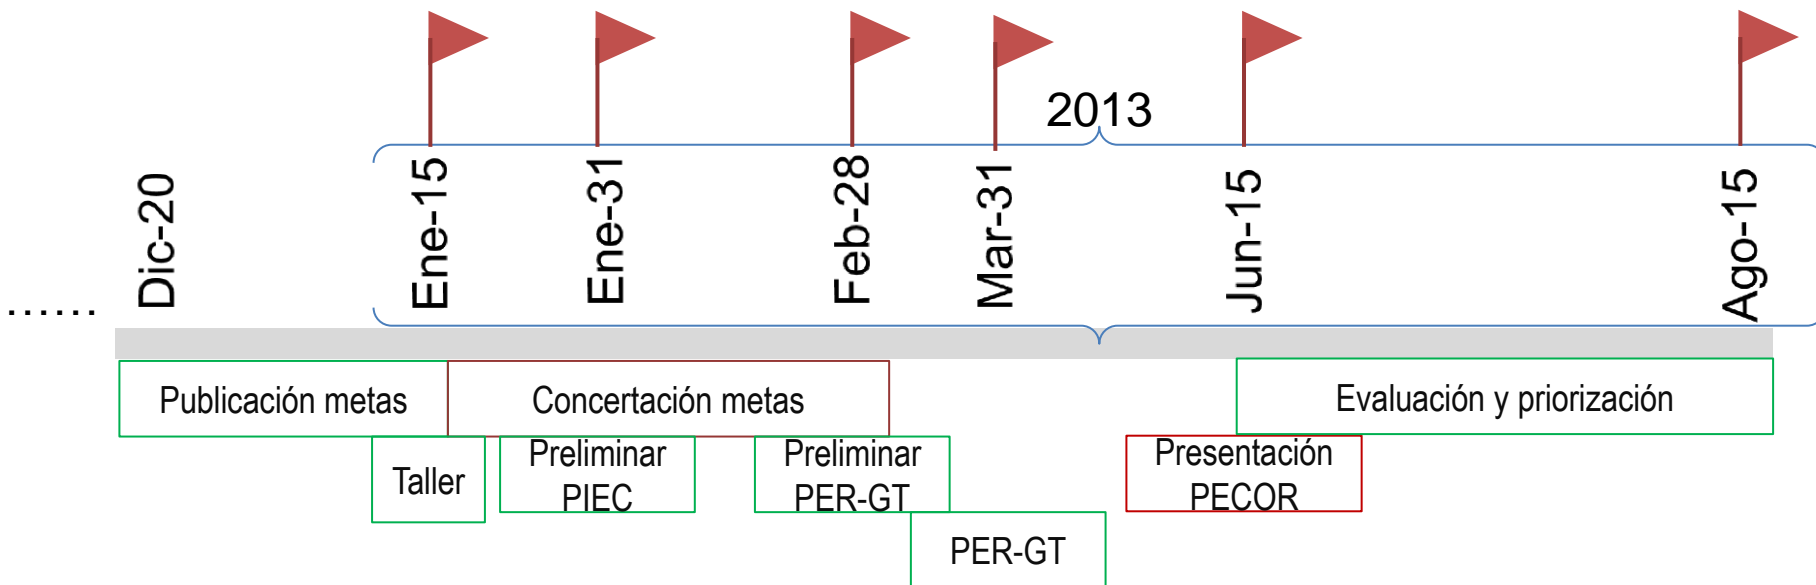 2013
Dic-20
Ene-15
Ene-31
Feb-28
Mar-31
Jun-15
Ago-15
......
Publicación metas
Concertación metas
Evaluación y priorización
Taller
Preliminar
PIEC
Preliminar
PER-GT
Presentación
PECOR
PER-GT